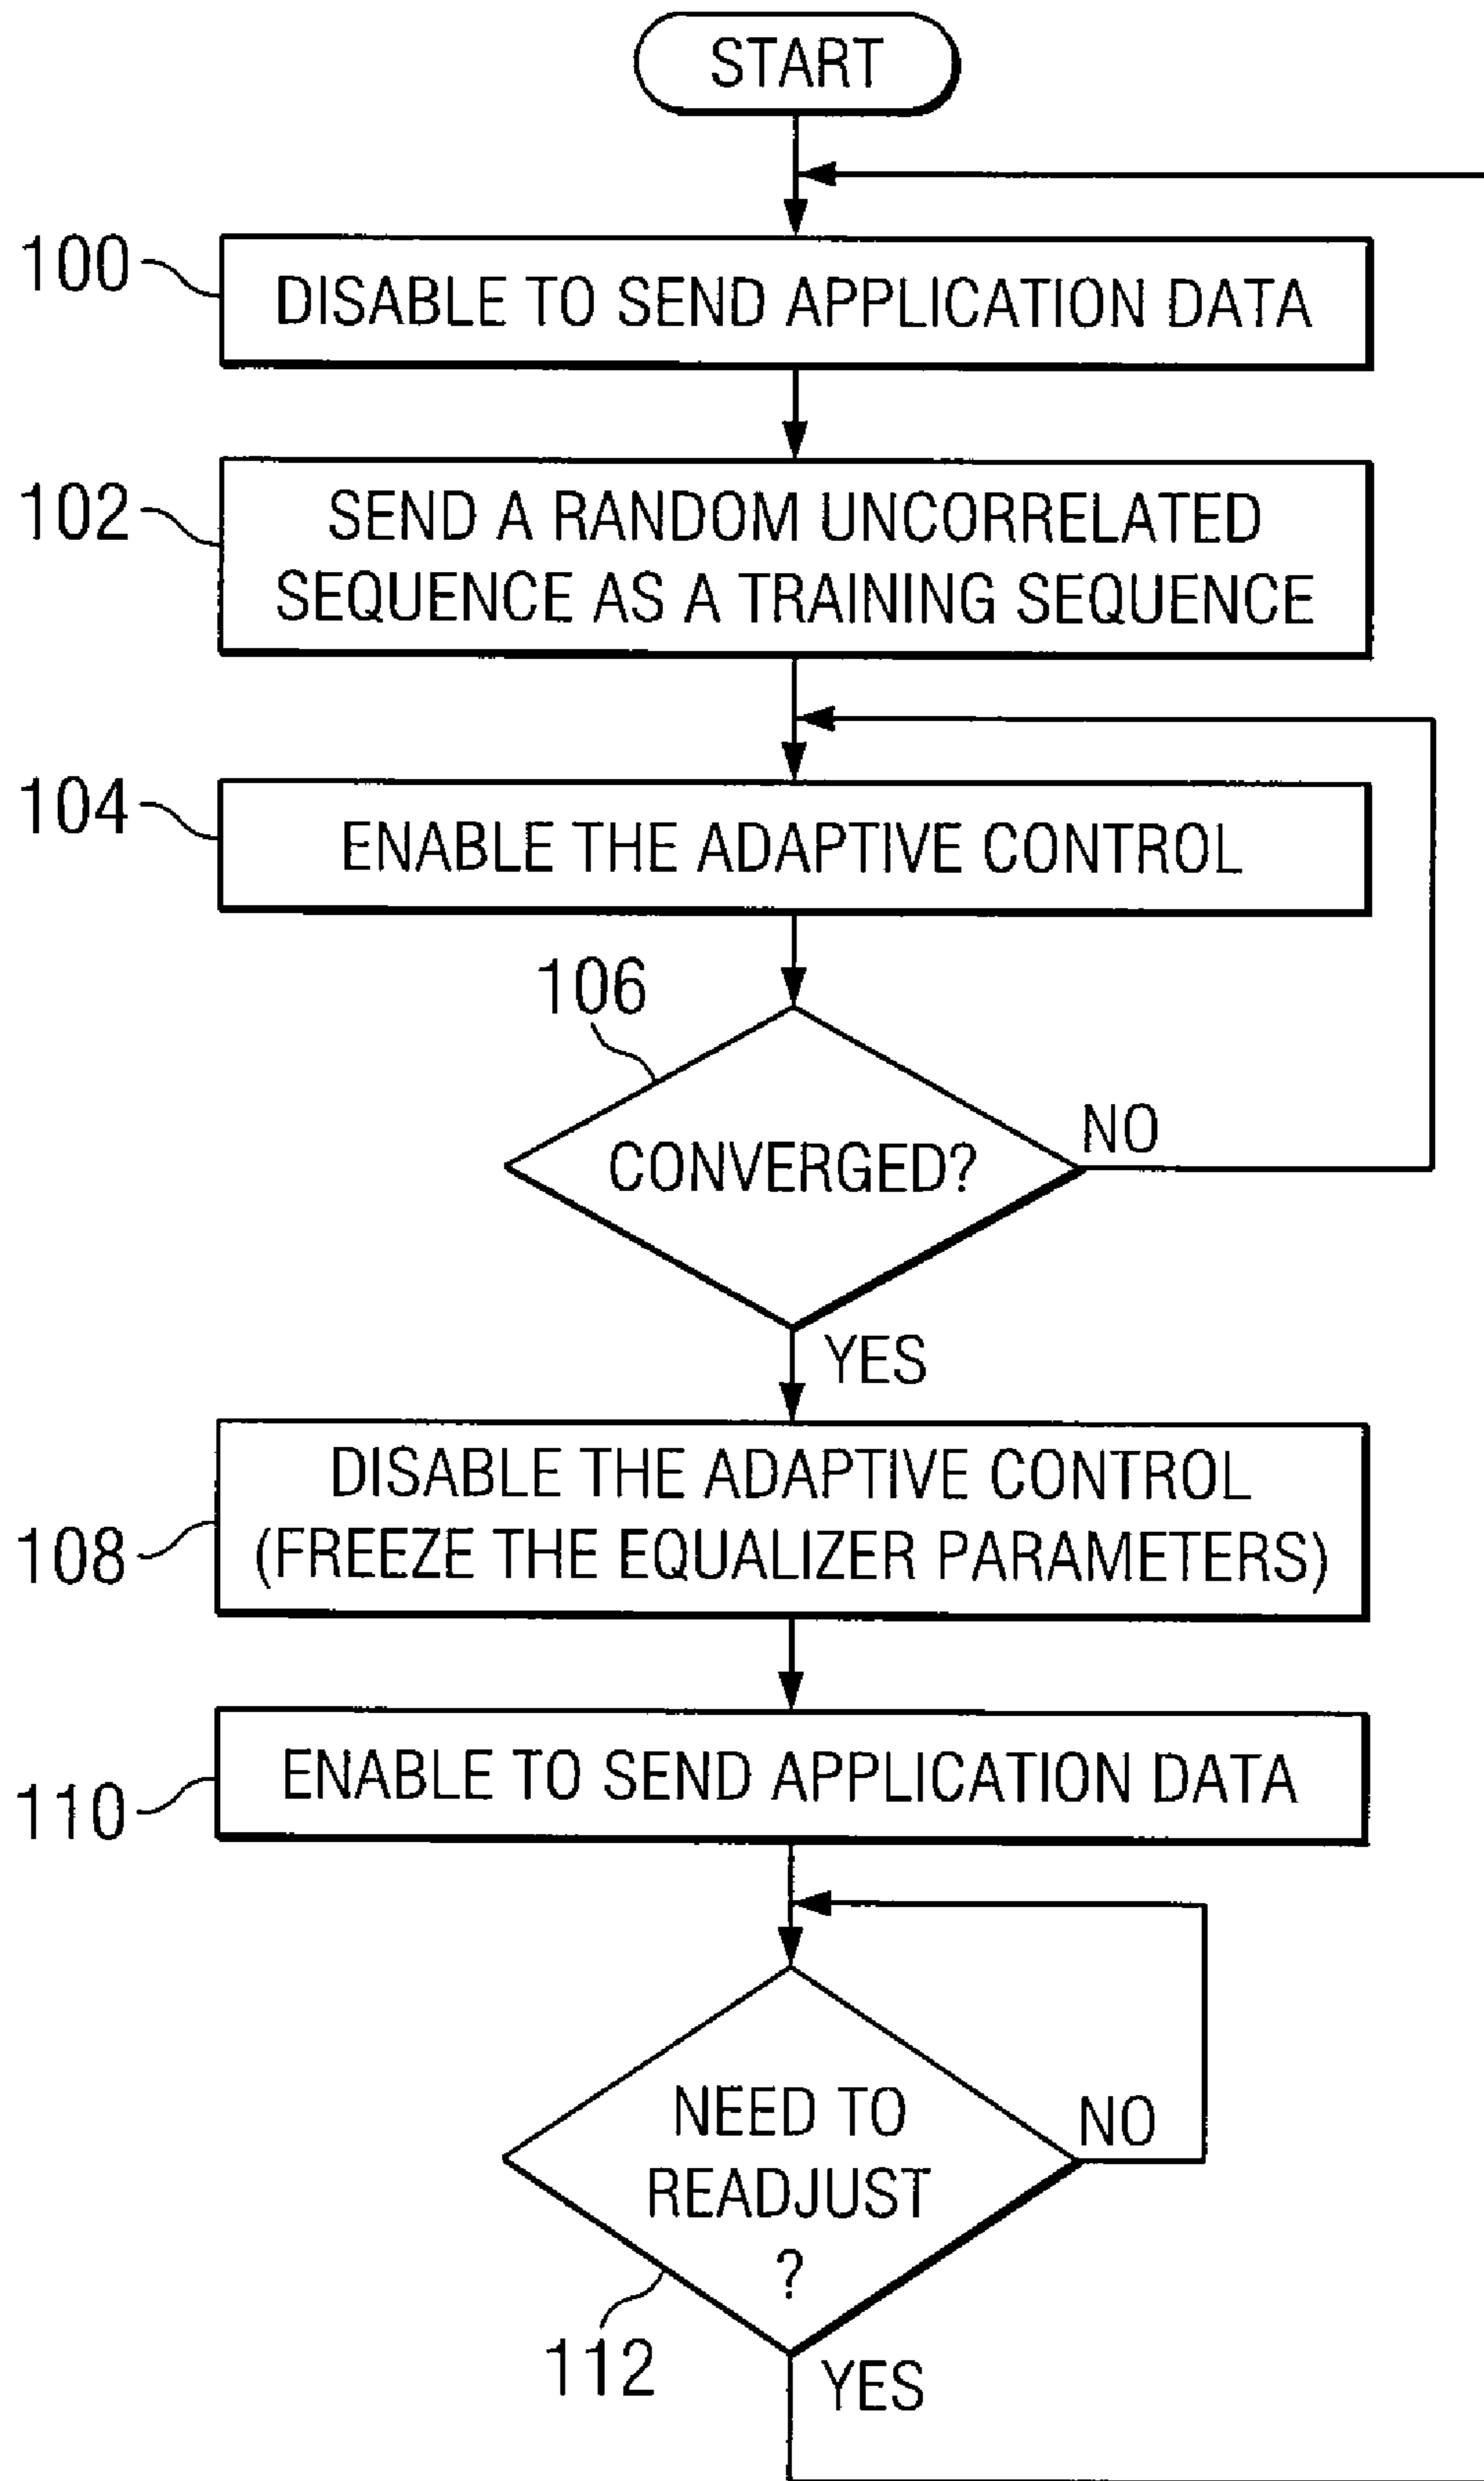 START
100
DISABLE TO SEND APPLICATION DATA
102
SEND A RANDOM UNCORRELATED
SEQUENCE AS A TRAINING SEQUENCE
104
ENABLE THE ADAPTIVE CONTROL
106
CONVERGED?
NO
YES
108
DISABLE THE ADAPTIVE CONTROL
(FREEZE THE EQUALIZER PARAMETERS)
110
ENABLE TO SEND APPLICATION DATA
NEED TO
READJUST
?
NO
112
YES